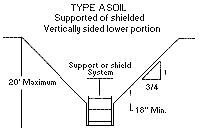 TYPE A SOIL
Supported of shielded
Vertically sided lower portion
Support or shield
System
20' Maximum
1
3/4
18" Min.